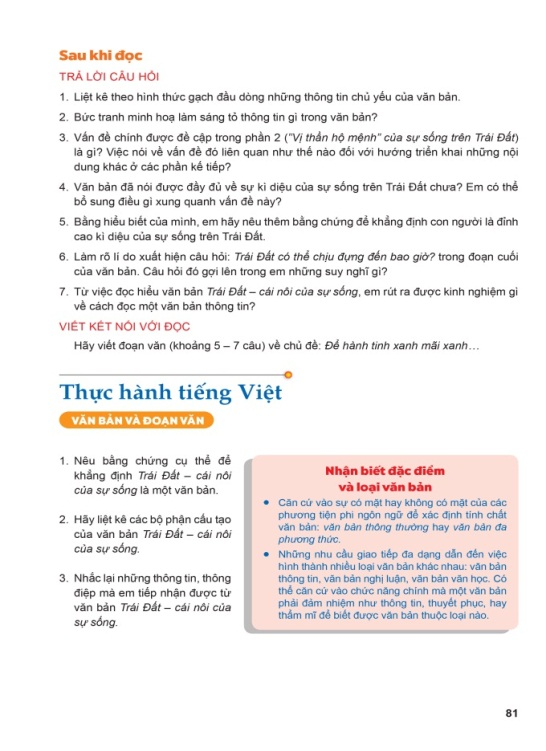 Sau khi đọc
TRẢ LỜI CÂU HỎI
1. Liệt kê theo hình thức gạch đầu dòng những thông tin chủ yếu của văn bản.
2. Bức tranh minh hoạ làm sáng tỏ thông tin gì trong văn bản?
3. Vấn đề chính được đề cập trong phần 2 ("Vị thần hộ mệnh" của sự sống trên Trái Đất)
là gì? Việc nói về vấn đề đó liên quan như thế nào đối với hướng triển khai những nội
dung khác ở các phần kế tiếp?
4. Văn bản đã nói được đầy đủ về sự kì diệu của sự sống trên Trái Đất chưa? Em có thể
bổ sung điều gì xung quanh vấn đề này?
5. Bằng hiểu biết của mình, em hãy nêu thêm bằng chứng để khẳng định con người là đỉnh
cao kì diệu của sự sống trên Trái Đất.
6. Làm rõ lí do xuất hiện câu hỏi: Trái Đất có thể chịu đựng đến bao giờ? trong đoạn cuối
của văn bản. Câu hỏi đó gợi lên trong em những suy nghĩ gì?
7. Từ việc đọc hiểu văn bản Trái Đất – cái nôi của sự sống, em rút ra được kinh nghiệm gì
về cách đọc một văn bản thông tin?
VIẾT KẾT NỐI VỚI ĐỌC
Hãy viết đoạn văn (khoảng 5 – 7 câu) về chủ đề: Để hành tinh xanh mãi xanh…
Thực hành tiếng Việt
VĂN BẢN VÀ ĐOẠN VĂN
1. Nêu bằng chứng cụ thể để
khẳng định Trái Đất – cái nôi
của sự sống là một văn bản.
2. Hãy liệt kê các bộ phận cấu tạo
của văn bản Trái Đất – cái nôi
của sự sống.
3. Nhắc lại những thông tin, thông
điệp mà em tiếp nhận được từ
văn bản Trái Đất – cái nôi của
sự sống.
Nhận biết đặc điểm
và loại văn bản
• Căn cứ vào sự có mặt hay không có mặt của các
phương tiện phi ngôn ngữ để xác định tính chất
văn bản: văn bản thông thường hay văn bản đa
phương thức.
• Những nhu cầu giao tiếp đa dạng dẫn đến việc
hình thành nhiều loại văn bản khác nhau: văn bản
thông tin, văn bản nghị luận, văn bản văn học. Có
thể căn cứ vào chức năng chính mà một văn bản
phải đảm nhiệm như thông tin, thuyết phục, hay
thẩm mĩ để biết được văn bản thuộc loại nào.
81